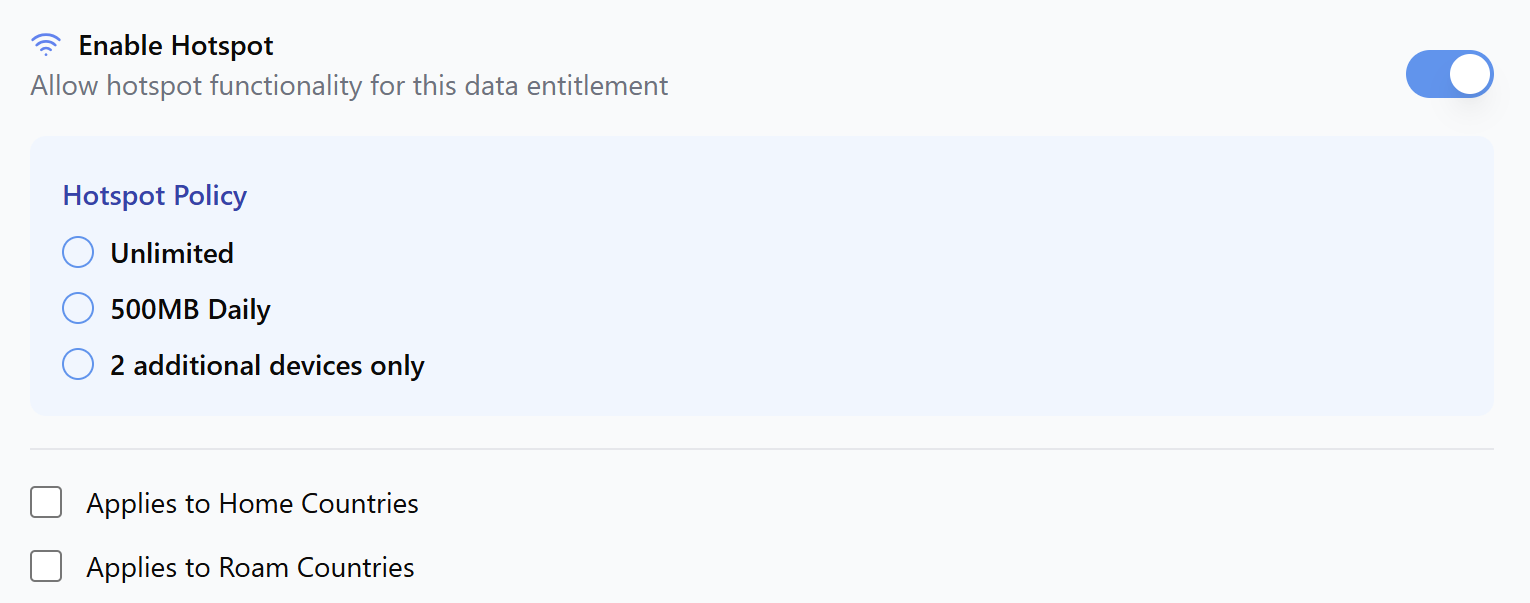 Enable Hotspot
Allow hotspot functionality for this data entitlement
Hotspot Policy
Unlimited
500MB Daily
2 additional devices only
Applies to Home Countries
Applies to Roam Countries